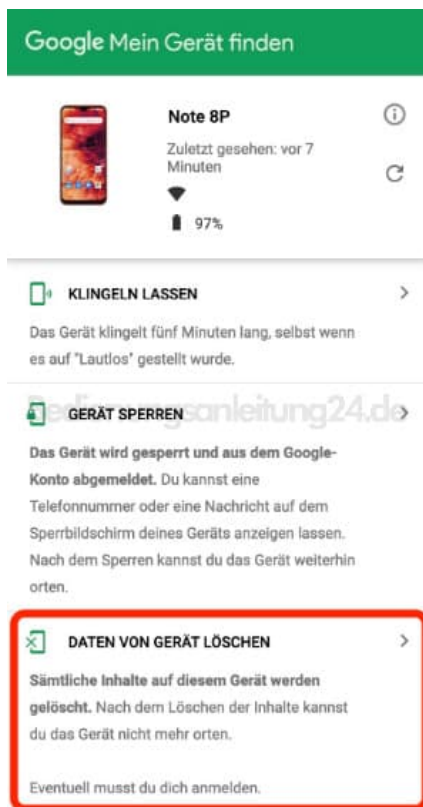 Google Mein Gerät finden
Note 8P
Zuletzt gesehen: vor 7
Minuten
97%
KLINGELN LASSEN
Das Gerät klingelt fünf Minuten lang, selbst wenn
es auf "Lautlos" gestellt wurde.
Bedienungsanleitung24.de
GERÄT SPERREN
Das Gerät wird gesperrt und aus dem Google-
Konto abgemeldet. Du kannst eine
Telefonnummer oder eine Nachricht auf dem
Sperrbildschirm deines Geräts anzeigen lassen.
Nach dem Sperren kannst du das Gerät weiterhin
orten.
DATEN VON GERÄT LÖSCHEN
Sämtliche Inhalte auf diesem Gerät werden
gelöscht. Nach dem Löschen der Inhalte kannst
du das Gerät nicht mehr orten.
Eventuell musst du dich anmelden.